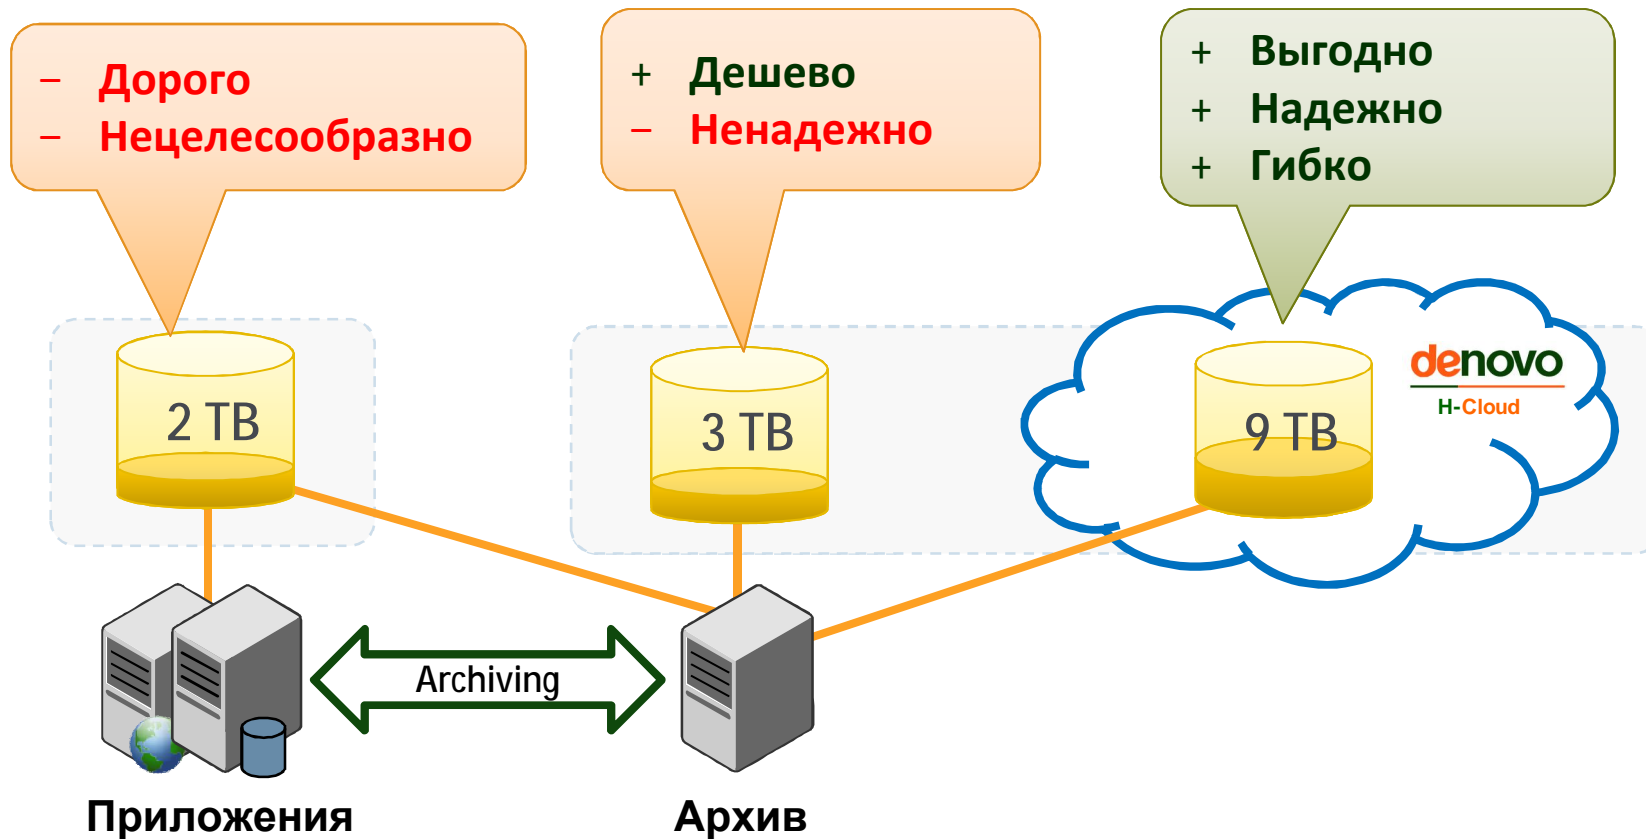 – Дорого
– Нецелесообразно
+ Дешево
– Ненадежно
+ Выгодно
+ Надежно
+ Гибко
2 TB
3 TB
9 TB
denovo
H-Cloud
Archiving
Приложения
Архив